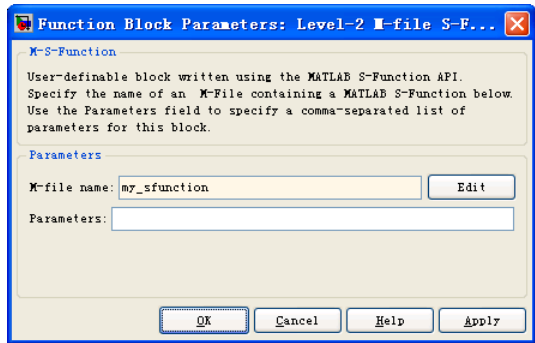 Function Block Parameters: Level-2 M-file S-F...
M-S-Function
User-definable block written using the MATLAB S-Function API.
Specify the name of an M-File containing a MATLAB S-Function below.
Use the Parameters field to specify a comma-separated list of
parameters for this block.
Parameters
M-file name: my_sfunction Edit
Parameters:
OK Cancel Help Apply